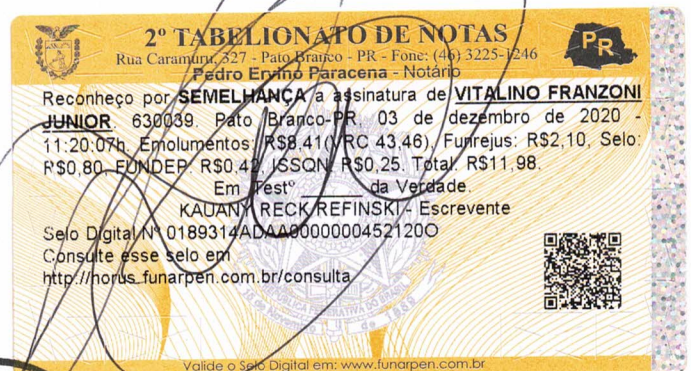 2º TABELIONATO DE NOTAS
Rua Caramuru, 327 - Pato Branco - PR - Fone: (46) 3225-1246
Pedro Ervino Paracena - Notário
PR
Reconheço por SEMELHANÇA a assinatura de VITALINO FRANZONI
JUNIOR. 630039. Pato Branco-PR, 03 de dezembro de 2020 -
11:20:07h. Emolumentos: R$8,41(VRC 43,46), Funrejus: R$2,10, Selo:
R$0,80, FUNDEP: R$0,42, ISSQN: R$0,25. Total: R$11,98.
Em Testº da Verdade.
KAUANY RECK REFINSKI - Escrevente
Selo Digital Nº 0189314ADAA0000000452120O
Consulte esse selo em
http://horus.funarpen.com.br/consulta
Valide o Selo Digital em: www.funarpen.com.br